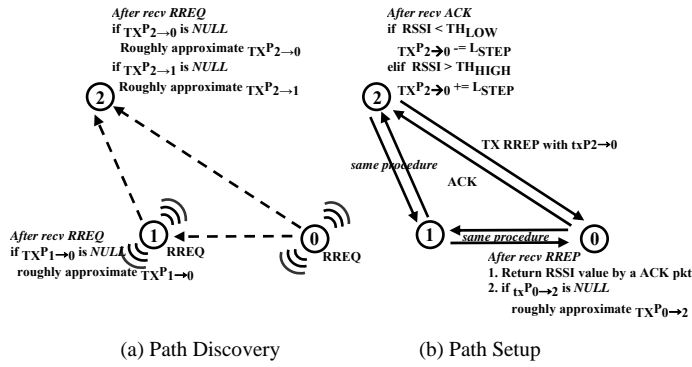 After recv RREQ
if TXP2→0 is NULL
Roughly approximate TXP2→0
if TXP2→1 is NULL
Roughly approximate TXP2→1
2
1
RREQ
0
RREQ
After recv RREQ
if TXP1→0 is NULL
roughly approximate TXP1→0
(a) Path Discovery
After recv ACK
if RSSI < THLOW
TXP2→0 -= LSTEP
elif RSSI > THHIGH
TXP2→0 += LSTEP
2
TX RREP with txP2→0
same procedure
ACK
1
same procedure
0
After recv RREP
1. Return RSSI value by a ACK pkt
2. if txP0→2 is NULL
roughly approximate TXP0→2
(b) Path Setup